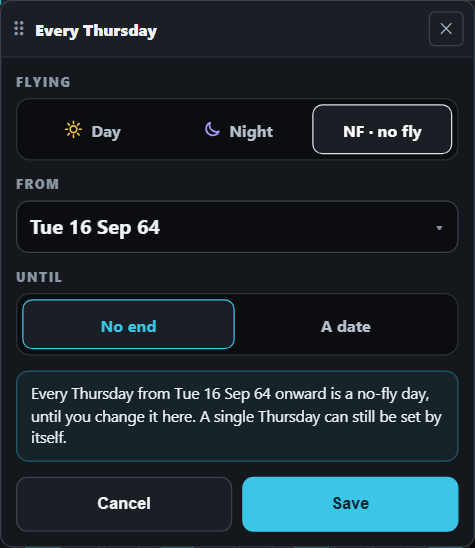 Every Thursday
FLYING
Day
Night
NF · no fly
FROM
Tue 16 Sep 64
UNTIL
No end
A date
Every Thursday from Tue 16 Sep 64 onward is a no-fly day,
until you change it here. A single Thursday can still be set by
itself.
Cancel
Save